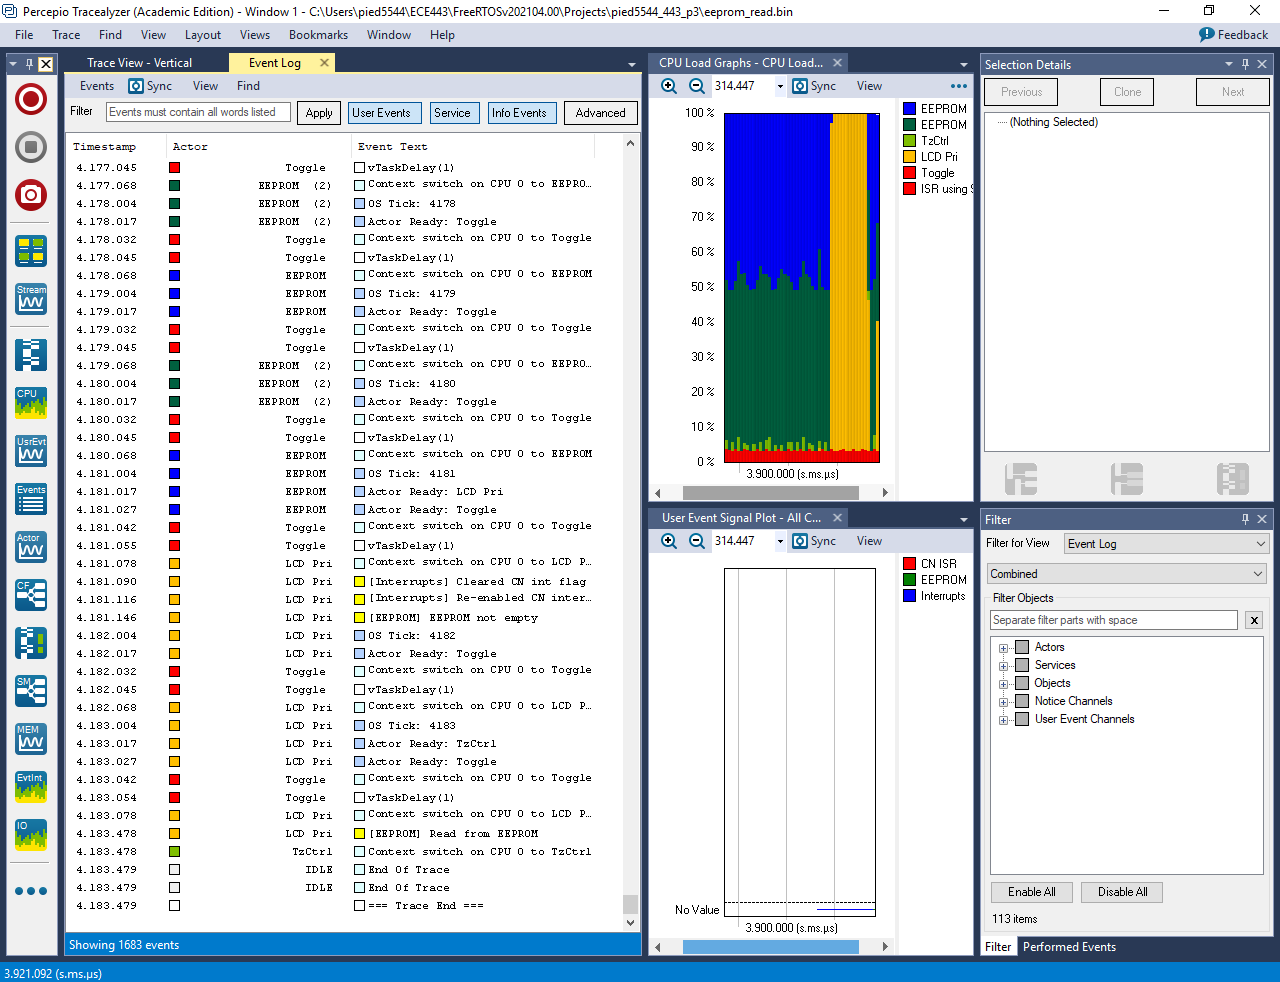 Percepio Tracealyzer (Academic Edition) - Window 1 - C:\Users\pied5544\ECE443\FreeRTOSv202104.00\Projects\pied5544_443_p3\eeprom_read.bin
File Trace Find View Layout Views Bookmarks Window Help Feedback
Trace View - Vertical Event Log
Events Sync View Find
Filter Events must contain all words listed Apply User Events Service Info Events Advanced
Timestamp Actor Event Text
4.177.045 Toggle vTaskDelay(1)
4.177.068 EEPROM (2) Context switch on CPU 0 to EEPRO...
4.178.004 EEPROM (2) OS Tick: 4178
4.178.017 EEPROM (2) Actor Ready: Toggle
4.178.032 Toggle Context switch on CPU 0 to Toggle
4.178.045 Toggle vTaskDelay(1)
4.178.068 EEPROM Context switch on CPU 0 to EEPROM
4.179.004 EEPROM OS Tick: 4179
4.179.017 EEPROM Actor Ready: Toggle
4.179.032 Toggle Context switch on CPU 0 to Toggle
4.179.045 Toggle vTaskDelay(1)
4.179.068 EEPROM (2) Context switch on CPU 0 to EEPRO...
4.180.004 EEPROM (2) OS Tick: 4180
4.180.017 EEPROM (2) Actor Ready: Toggle
4.180.032 Toggle Context switch on CPU 0 to Toggle
4.180.045 Toggle vTaskDelay(1)
4.180.068 EEPROM Context switch on CPU 0 to EEPROM
4.181.004 EEPROM OS Tick: 4181
4.181.017 EEPROM Actor Ready: LCD Pri
4.181.027 EEPROM Actor Ready: Toggle
4.181.042 Toggle Context switch on CPU 0 to Toggle
4.181.055 Toggle vTaskDelay(1)
4.181.078 LCD Pri Context switch on CPU 0 to LCD P...
4.181.090 LCD Pri [Interrupts] Cleared CN int flag
4.181.116 LCD Pri [Interrupts] Re-enabled CN inter...
4.181.146 LCD Pri [EEPROM] EEPROM not empty
4.182.004 LCD Pri OS Tick: 4182
4.182.017 LCD Pri Actor Ready: Toggle
4.182.032 Toggle Context switch on CPU 0 to Toggle
4.182.045 Toggle vTaskDelay(1)
4.182.068 LCD Pri Context switch on CPU 0 to LCD P...
4.183.004 LCD Pri OS Tick: 4183
4.183.017 LCD Pri Actor Ready: TzCtrl
4.183.027 LCD Pri Actor Ready: Toggle
4.183.042 Toggle Context switch on CPU 0 to Toggle
4.183.054 Toggle vTaskDelay(1)
4.183.078 LCD Pri Context switch on CPU 0 to LCD P...
4.183.478 LCD Pri [EEPROM] Read from EEPROM
4.183.478 TzCtrl Context switch on CPU 0 to TzCtrl
4.183.479 IDLE End Of Trace
4.183.479 IDLE End Of Trace
4.183.479 === Trace End ===
Showing 1683 events
3.921.092 (s.ms.µs)
Stream
CPU
UsrEvt
Events
Actor
CF
SM
MEM
EvtInt
IO
CPU Load Graphs - CPU Load...
314.447 Sync View
100 %
90 %
80 %
70 %
60 %
50 %
40 %
30 %
20 %
10 %
0 %
3.900.000 (s.ms.µs)
EEPROM
EEPROM
TzCtrl
LCD Pri
Toggle
ISR using S
User Event Signal Plot - All C...
314.447 Sync View
No Value
3.900.000 (s.ms.µs)
CN ISR
EEPROM
Interrupts
Selection Details
Previous Clone Next
(Nothing Selected)
Filter
Filter for View Event Log
Combined
Filter Objects
Separate filter parts with space x
Actors
Services
Objects
Notice Channels
User Event Channels
Enable All Disable All
113 items
Filter Performed Events